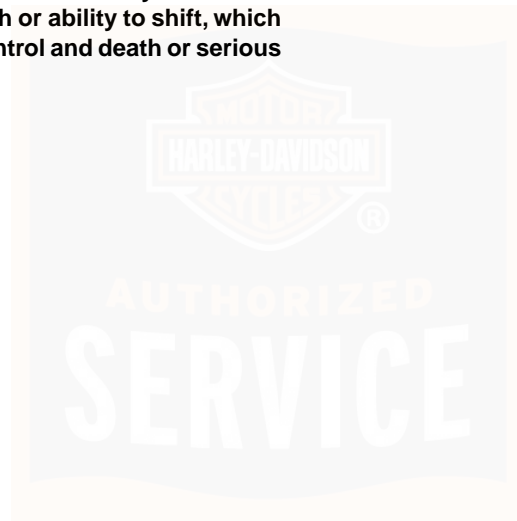 h or ability to shift, which
ntrol and death or serious
MOTOR
HARLEY-DAVIDSON
CYCLES
®
AUTHORIZED
SERVICE